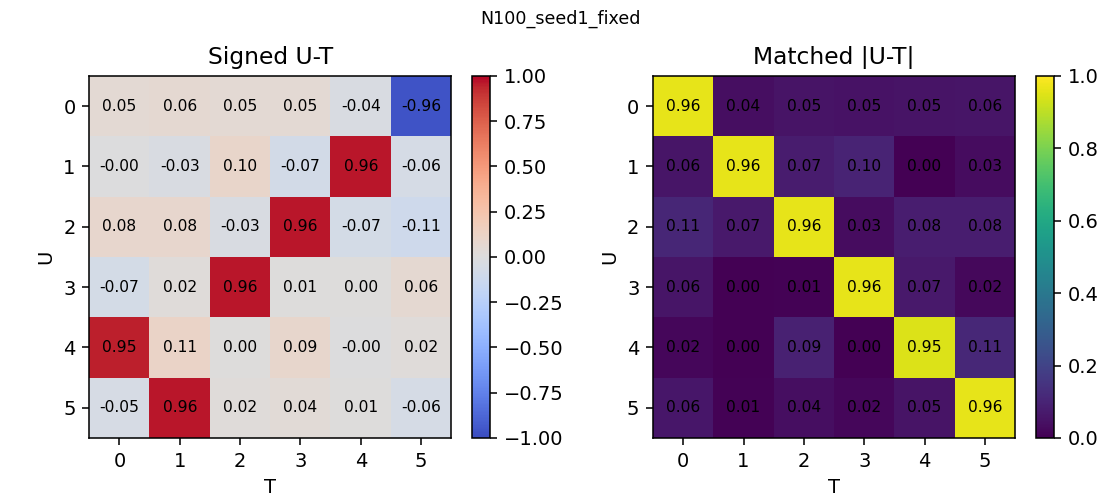 N100_seed1_fixed
Signed U-T
Matched |U-T|
0 0.05 0.06 0.05 0.05 -0.04 -0.96
1 -0.00 -0.03 0.10 -0.07 0.96 -0.06
2 0.08 0.08 -0.03 0.96 -0.07 -0.11
3 -0.07 0.02 0.96 0.01 0.00 0.06
4 0.95 0.11 0.00 0.09 -0.00 0.02
5 -0.05 0.96 0.02 0.04 0.01 -0.06
U
0 1 2 3 4 5
T
1.00
0.75
0.50
0.25
0.00
−0.25
−0.50
−0.75
−1.00
0 0.96 0.04 0.05 0.05 0.05 0.06
1 0.06 0.96 0.07 0.10 0.00 0.03
2 0.11 0.07 0.96 0.03 0.08 0.08
3 0.06 0.00 0.01 0.96 0.07 0.02
4 0.02 0.00 0.09 0.00 0.95 0.11
5 0.06 0.01 0.04 0.02 0.05 0.96
U
0 1 2 3 4 5
T
1.0
0.8
0.6
0.4
0.2
0.0